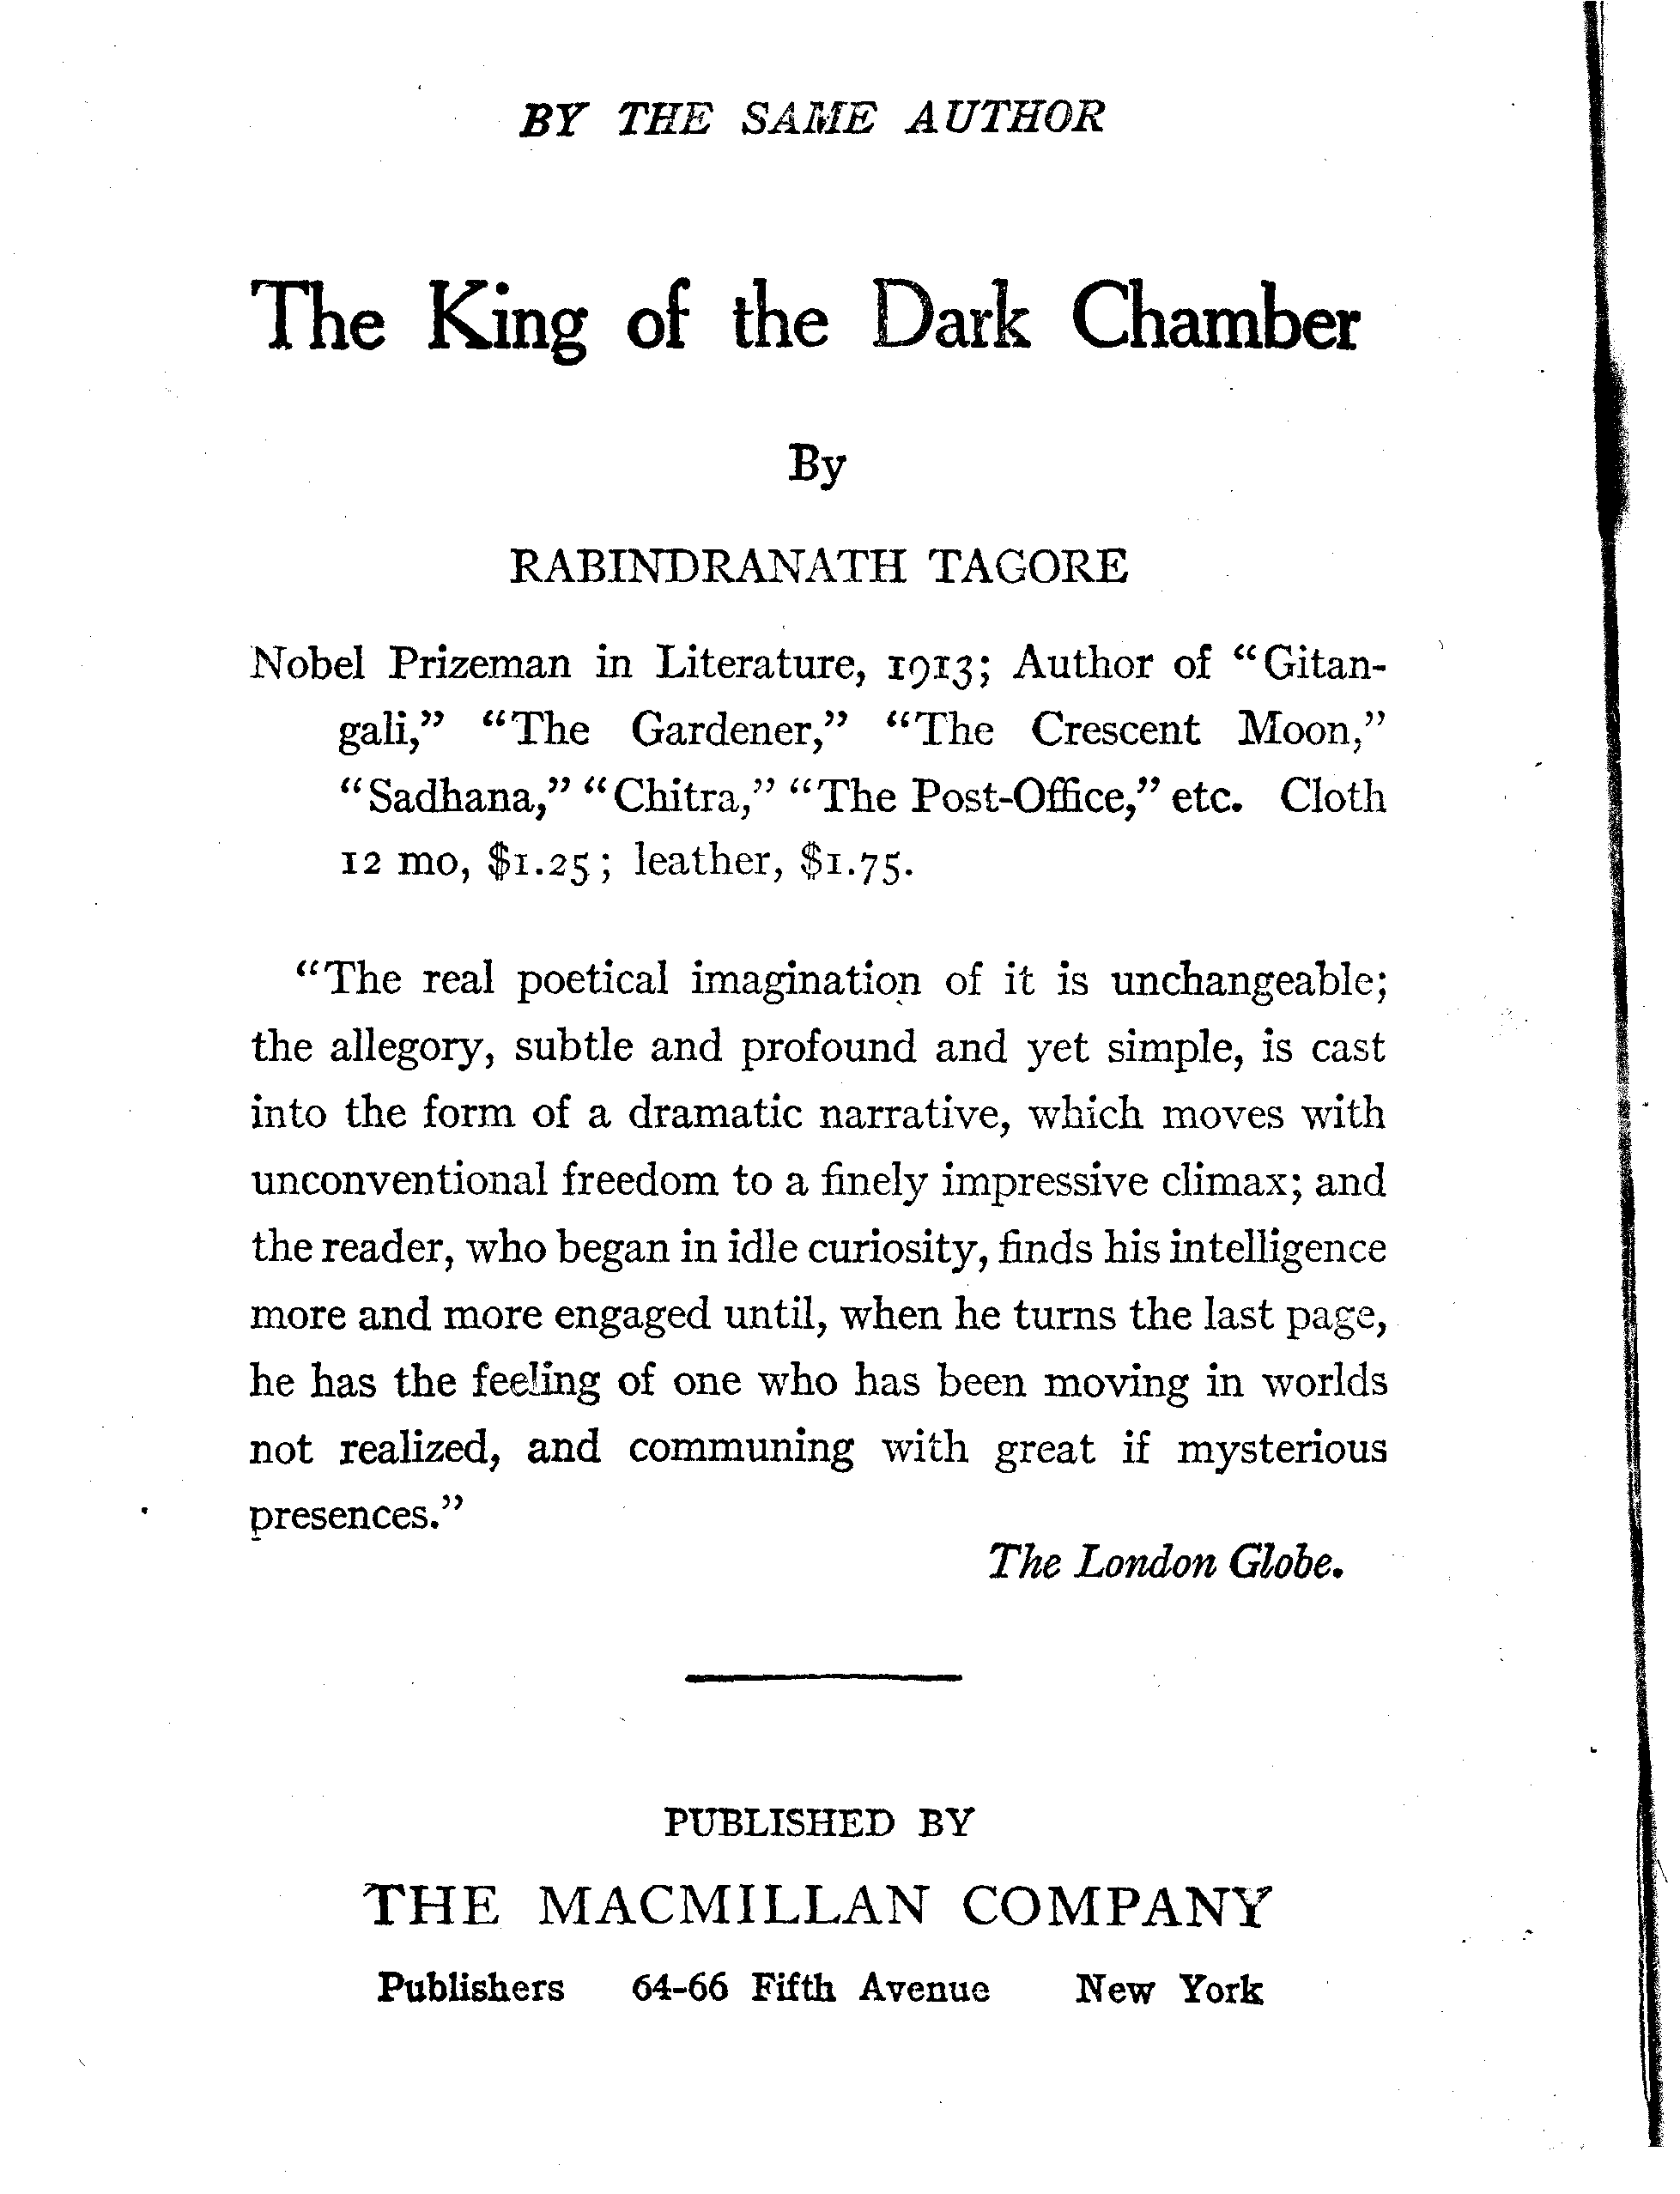 BY THE SAME AUTHOR
The King of the Dark Chamber
By
RABINDRANATH TAGORE
Nobel Prizeman in Literature, 1913; Author of “Gitan-
gali,” “The Gardener,” “The Crescent Moon,”
“Sadhana,” “Chitra,” “The Post-Office,” etc. Cloth
12 mo, $1.25; leather, $1.75.
“The real poetical imagination of it is unchangeable;
the allegory, subtle and profound and yet simple, is cast
into the form of a dramatic narrative, which moves with
unconventional freedom to a finely impressive climax; and
the reader, who began in idle curiosity, finds his intelligence
more and more engaged until, when he turns the last page,
he has the feeling of one who has been moving in worlds
not realized, and communing with great if mysterious
presences.”
The London Globe.
PUBLISHED BY
THE MACMILLAN COMPANY
Publishers 64-66 Fifth Avenue New York